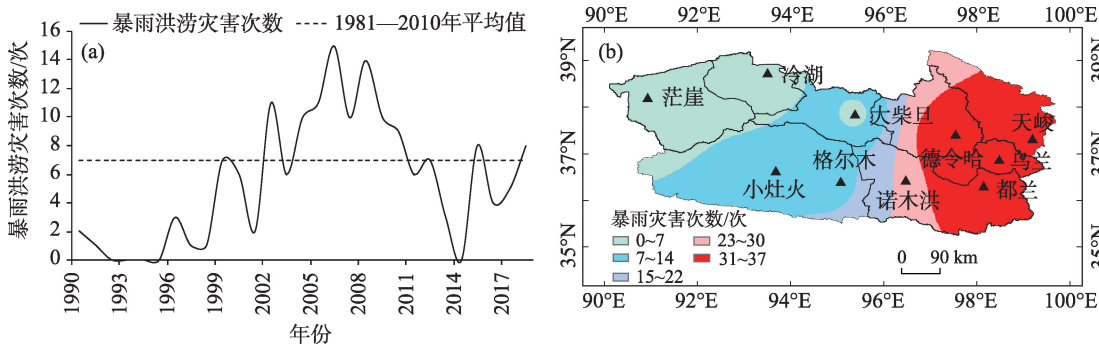 暴雨洪涝灾害次数 1981—2010年平均值
(a)
暴雨洪涝灾害次数/次
16
14
12
10
8
6
4
2
0
1990 1993 1996 1999 2002 2005 2008 2011 2014 2017
年份
90°E 92°E 94°E 96°E 98°E 100°E
(b)
39°N 39°N
37°N 37°N
35°N 35°N
冷湖
茫崖
大柴旦
天峻
格尔木 德令哈 乌兰
小灶火 诺木洪 都兰
暴雨灾害次数/次
0~7 23~30
7~14 31~37
15~22
0 90 km
90°E 92°E 94°E 96°E 98°E 100°E